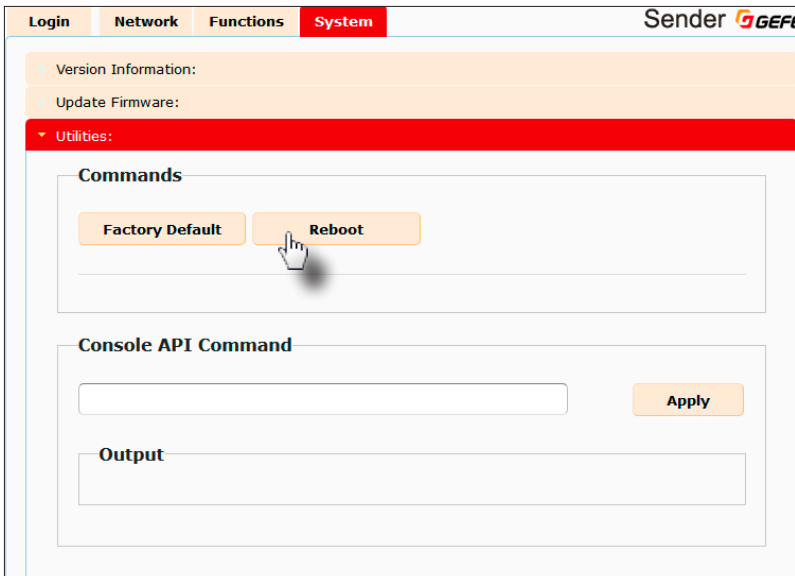 Login Network Functions System Sender GEFE
Version Information:
Update Firmware:
Utilities:
Commands
Factory Default Reboot
Console API Command
Apply
Output